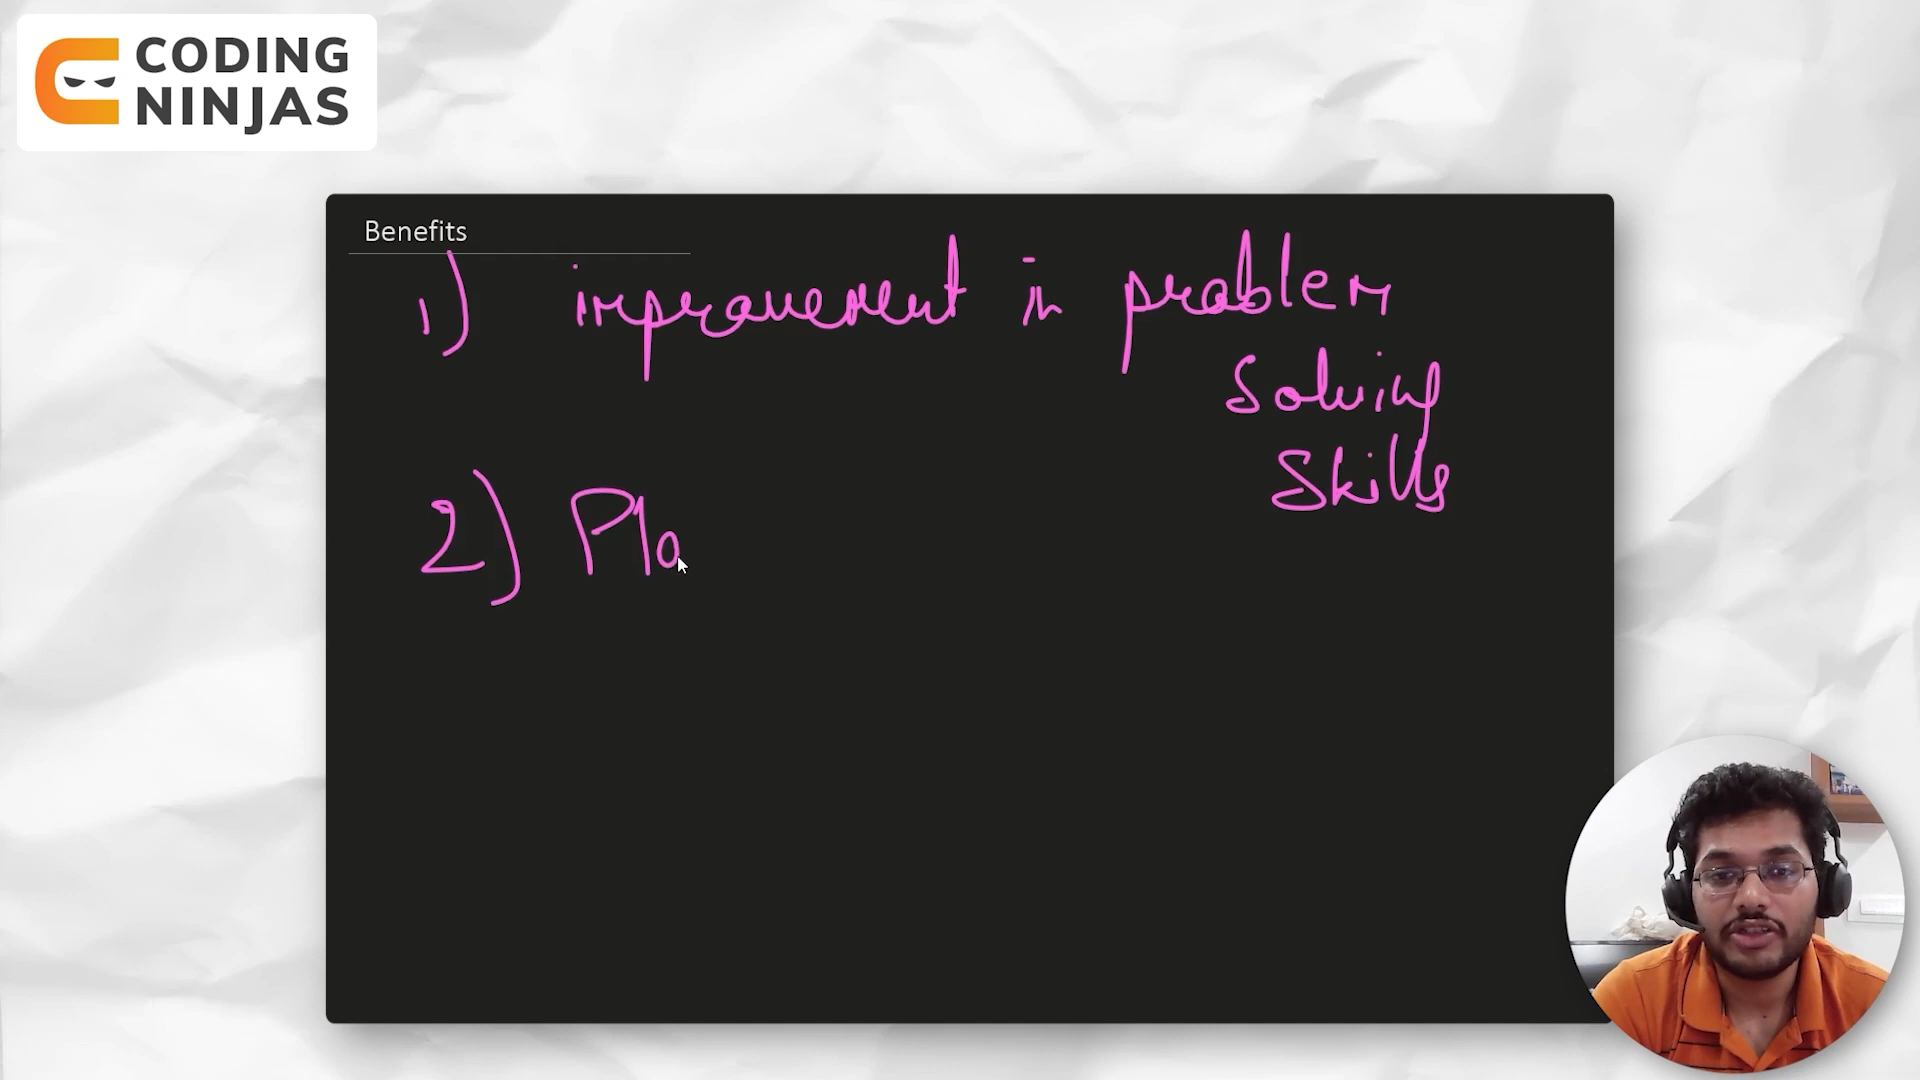 CODING
NINJAS
Benefits
1) improvement in problem
Solving
Skills
2) Pla